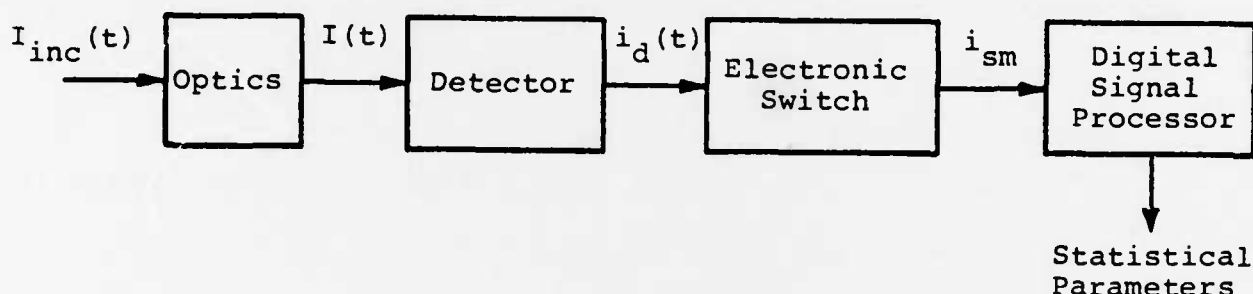 I_inc(t)
Optics
I(t)
Detector
i_d(t)
Electronic
Switch
i_sm
Digital
Signal
Processor
Statistical
Parameters